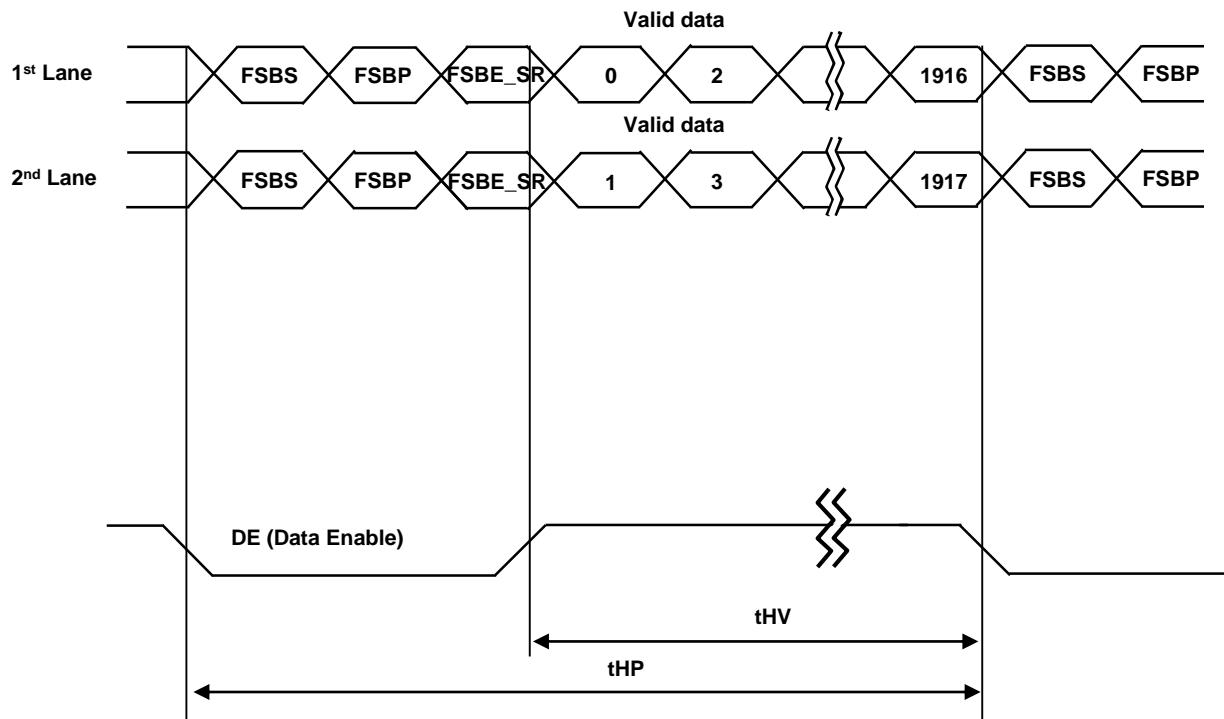 Valid data
1st Lane FSBS FSBP FSBE_SR 0 2 1916 FSBS FSBP
Valid data
2nd Lane FSBS FSBP FSBE_SR 1 3 1917 FSBS FSBP
DE (Data Enable)
tHV
tHP